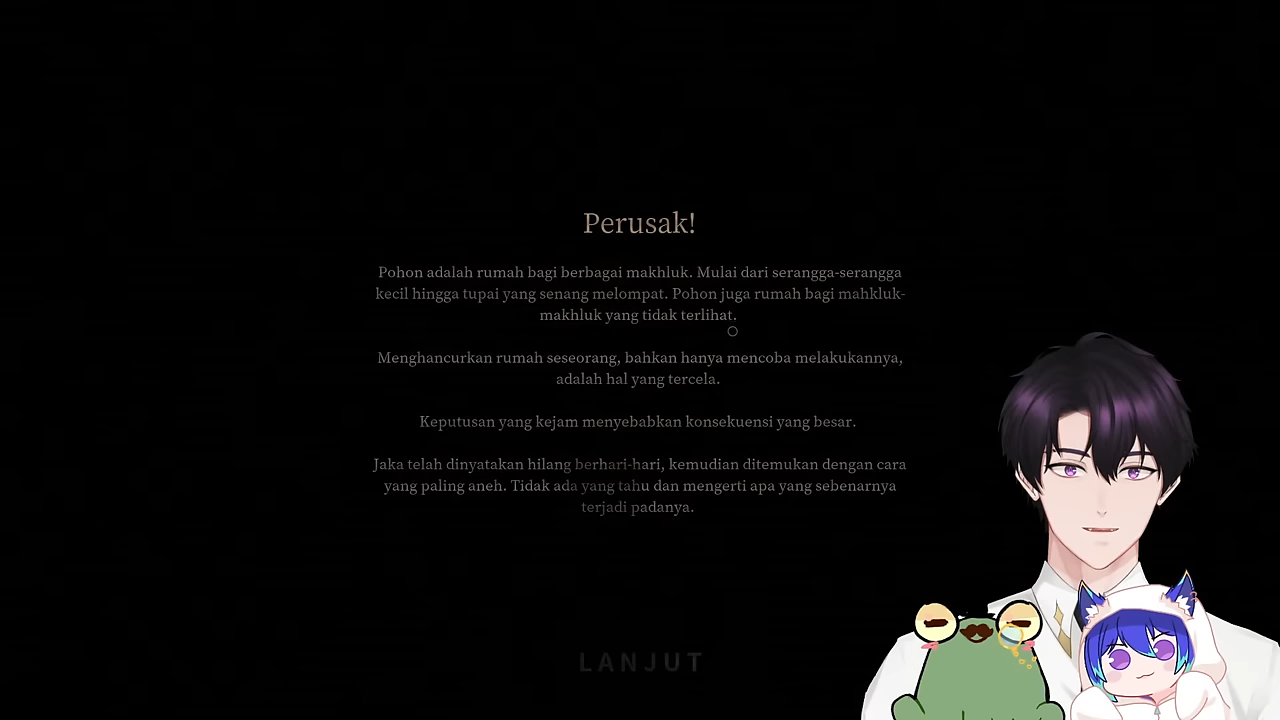 Perusak!
Pohon adalah rumah bagi berbagai makhluk. Mulai dari serangga-serangga
kecil hingga tupai yang senang melompat. Pohon juga rumah bagi mahkluk-
makhluk yang tidak terlihat.
Menghancurkan rumah seseorang, bahkan hanya mencoba melakukannya,
adalah hal yang tercela.
Keputusan yang kejam menyebabkan konsekuensi yang besar.
Jaka telah dinyatakan hilang berhari-hari, kemudian ditemukan dengan cara
yang paling aneh. Tidak ada yang tahu dan mengerti apa yang sebenarnya
terjadi padanya.
LANJUT